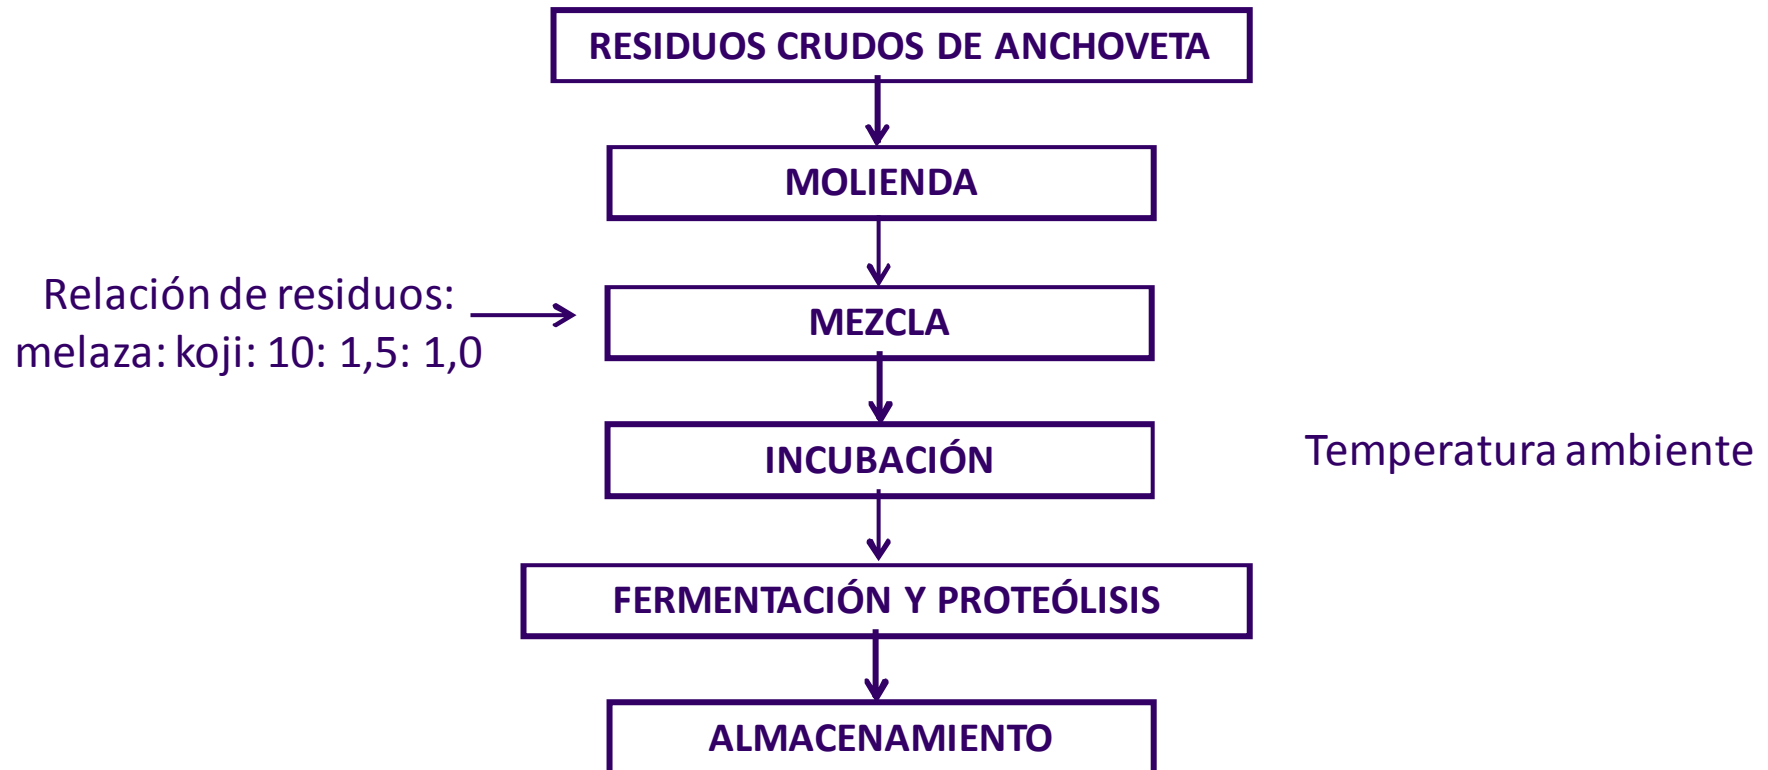 RESIDUOS CRUDOS DE ANCHOVETA
MOLIENDA
Relación de residuos:
melaza: koji: 10: 1,5: 1,0
MEZCLA
INCUBACIÓN
Temperatura ambiente
FERMENTACIÓN Y PROTEÓLISIS
ALMACENAMIENTO